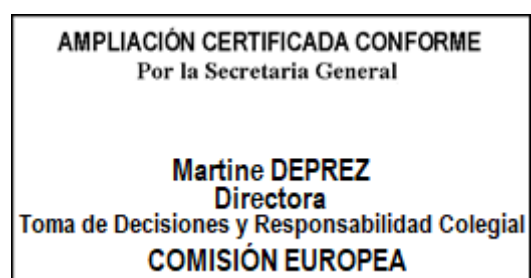 AMPLIACIÓN CERTIFICADA CONFORME
Por la Secretaria General
Martine DEPREZ
Directora
Toma de Decisiones y Responsabilidad Colegial
COMISIÓN EUROPEA